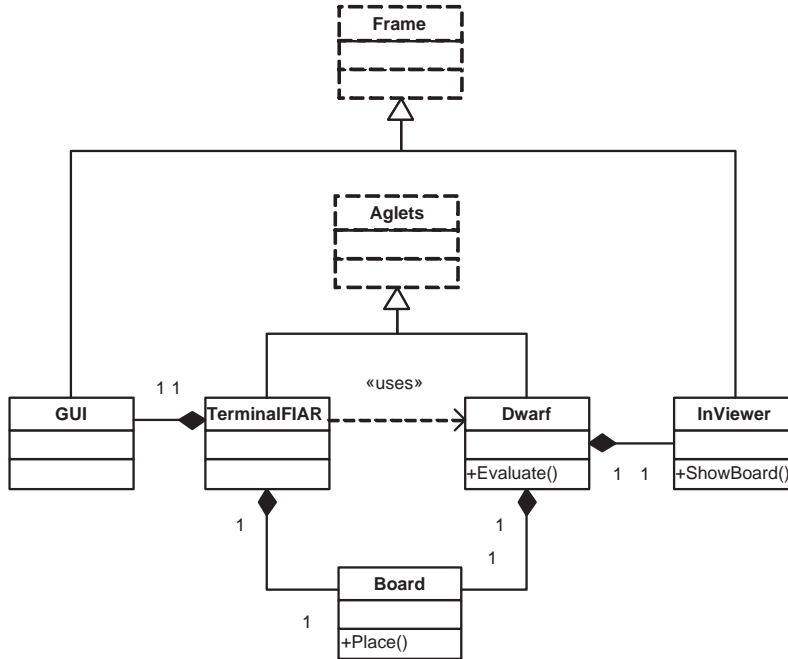 Frame
Aglets
«uses»
1 1
GUI
TerminalFIAR
Dwarf
InViewer
+Evaluate()
+ShowBoard()
1 1
1
1
1
Board
1
+Place()